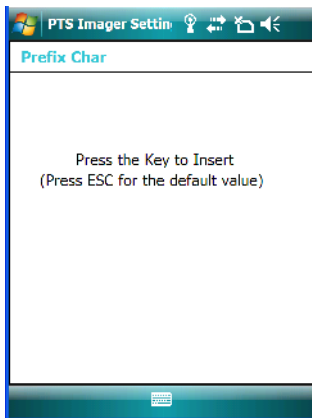 PTS Imager Settin
Prefix Char
Press the Key to Insert
(Press ESC for the default value)